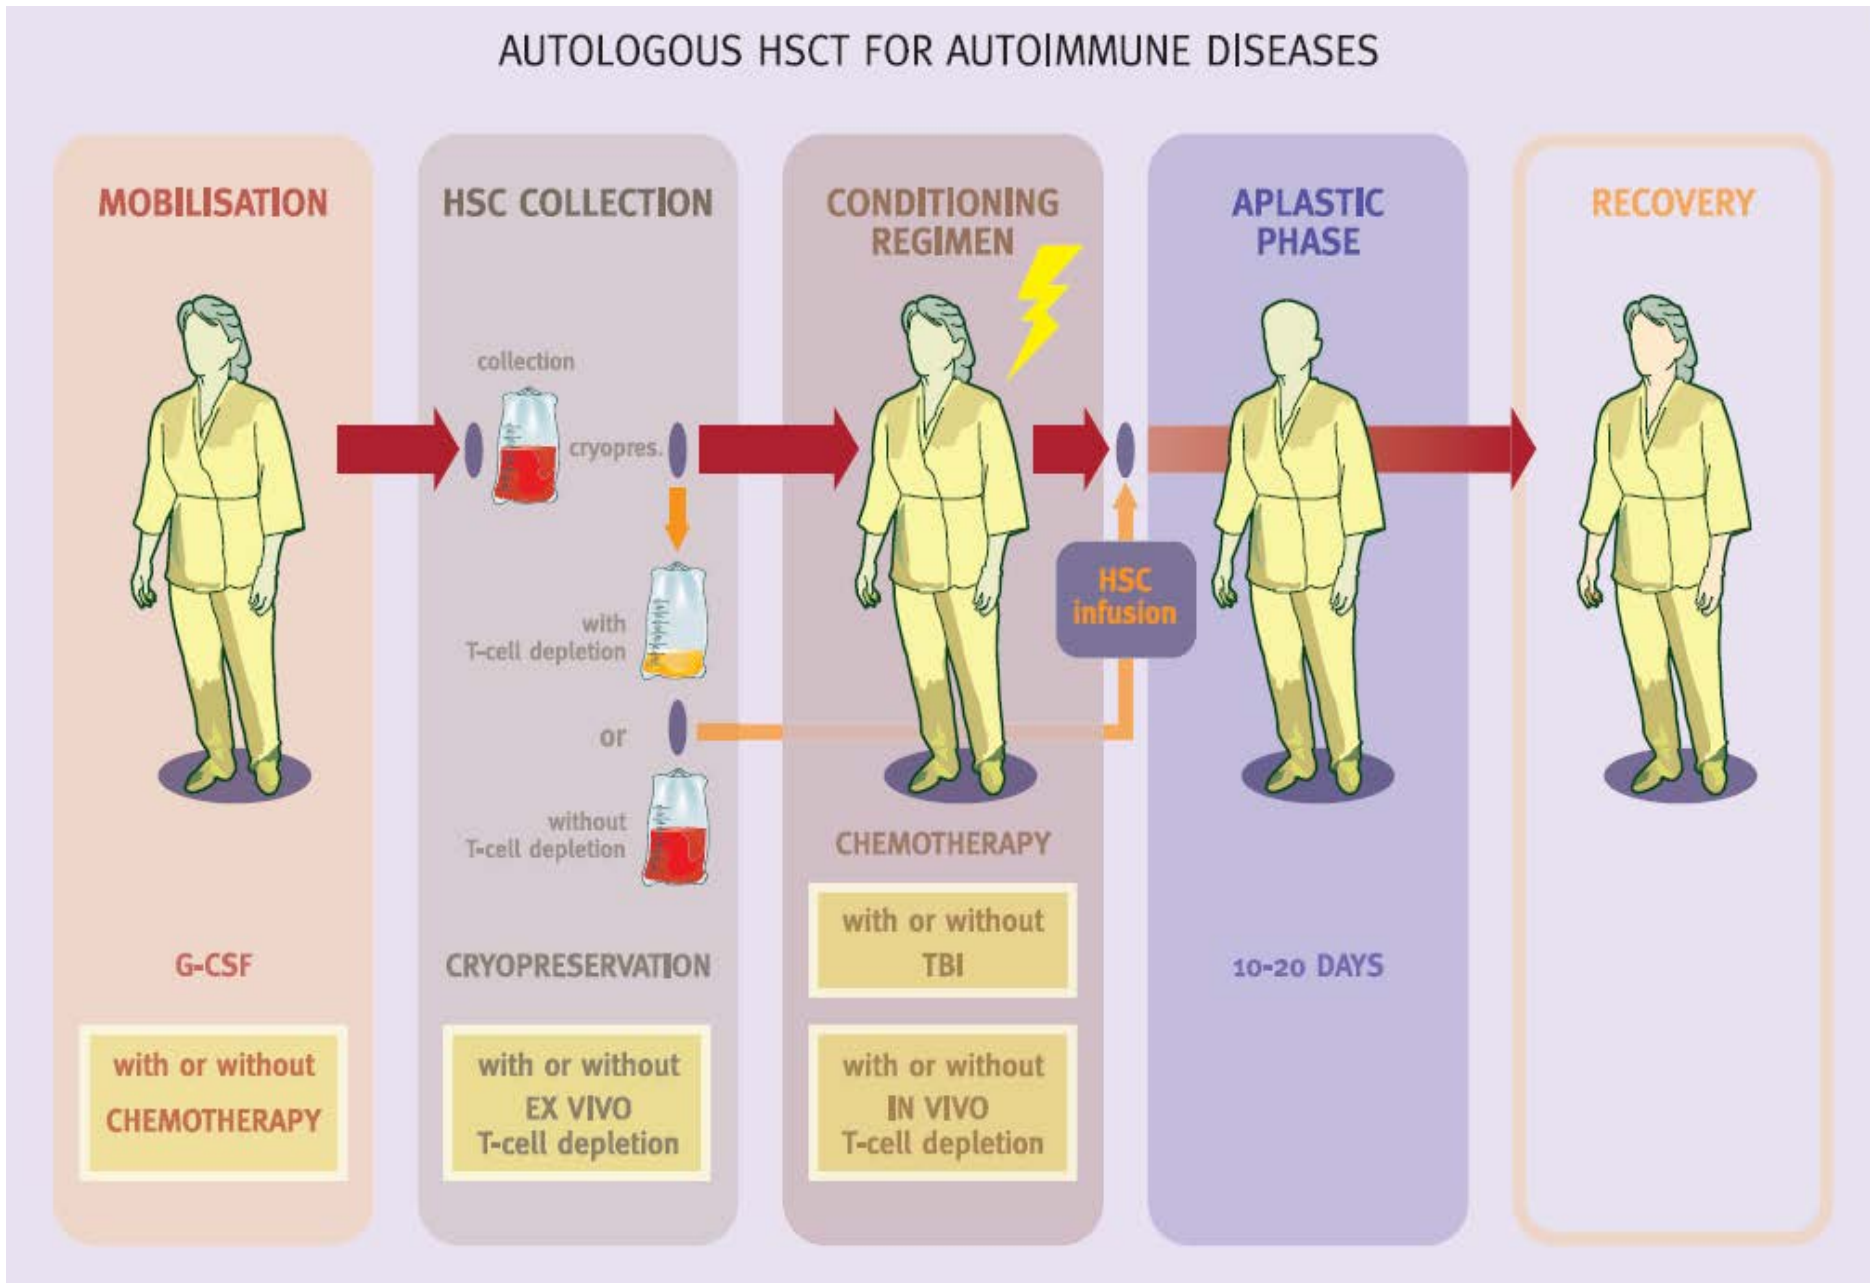 AUTOLOGOUS HSCT FOR AUTOIMMUNE DISEASES
MOBILISATION
G-CSF
with or without
CHEMOTHERAPY
HSC COLLECTION
collection
cryopres.
with
T-cell depletion
or
without
T-cell depletion
CRYOPRESERVATION
with or without
EX VIVO
T-cell depletion
CONDITIONING
REGIMEN
CHEMOTHERAPY
with or without
TBI
with or without
IN VIVO
T-cell depletion
HSC
infusion
APLASTIC
PHASE
10-20 DAYS
RECOVERY